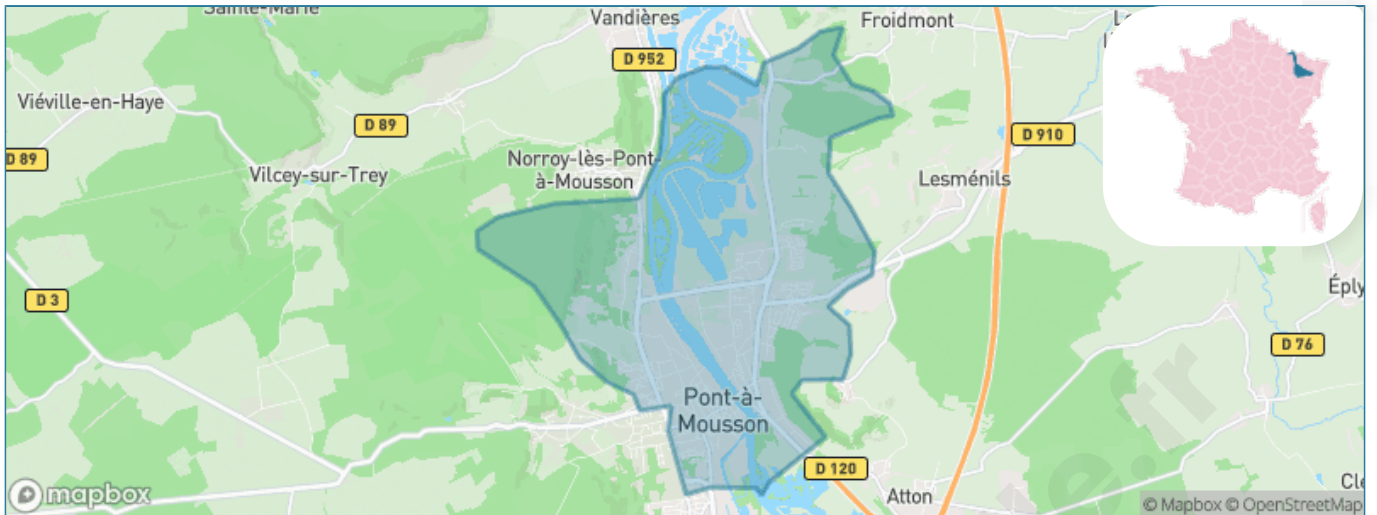 Sainte-Marie
Vandières
Froidmont
D 952
Viéville-en-Haye
D 89
D 910
D 89
Norroy-lès-Pont-
à-Mousson
Vilcey-sur-Trey
Lesménils
Éply
D 3
D 76
Pont-à-
Mousson
D 120
Atton
mapbox
© Mapbox © OpenStreetMap